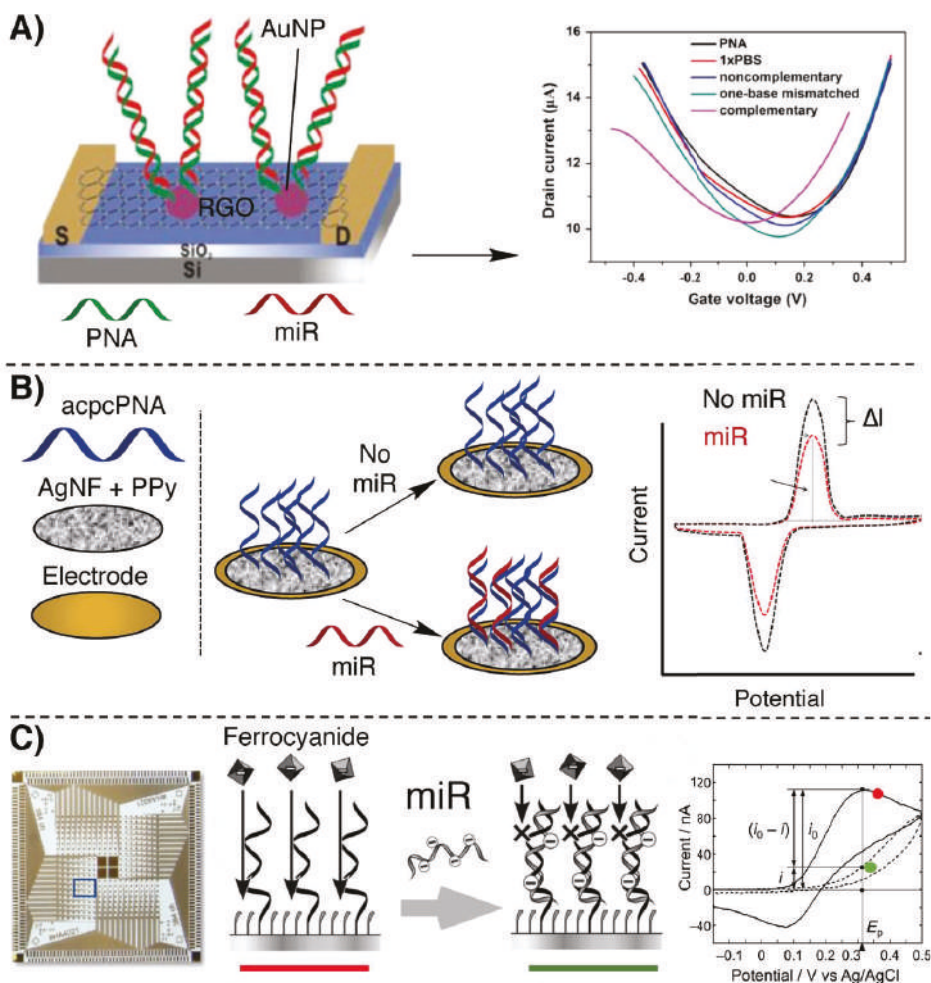 A)
AuNP
RGO
S
D
SiO₂
Si
PNA
miR
16
14
12
10
Drain current (μA)
PNA
1xPBS
noncomplementary
one-base mismatched
complementary
-0.4
-0.2
0.0
0.2
0.4
Gate voltage (V)
B)
acpcPNA
AgNF + PPy
Electrode
No
miR
miR
No miR
miR
ΔI
Current
Potential
C)
Ferrocyanide
miR
120
80
40
0
−40
Current / nA
(i₀ − i)
i₀
i
Eₚ
−0.1
0
0.1
0.2
0.3
0.4
0.5
Potential / V vs Ag/AgCl